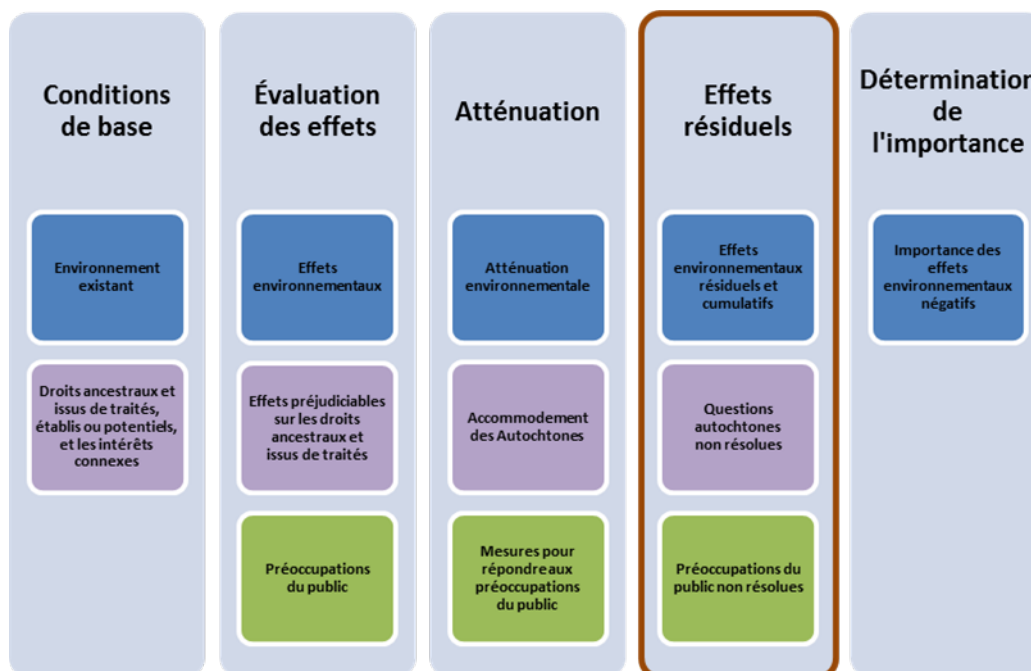 Conditions
de base
Environnement
existant
Droits ancestraux et
issus de traités,
établis ou potentiels,
et les intérêts
connexes
Évaluation
des effets
Effets
environnementaux
Effets préjudiciables
sur les droits
ancestraux et
issus de traités
Préoccupations
du public
Atténuation
Atténuation
environnementale
Accommodement
des Autochtones
Mesures pour
répondre aux
préoccupations
du public
Effets
résiduels
Effets
environnementaux
résiduels et
cumulatifs
Questions
autochtones
non résolues
Préoccupations du
public non résolues
Détermination
de
l'importance
Importance des
effets
environnementaux
négatifs